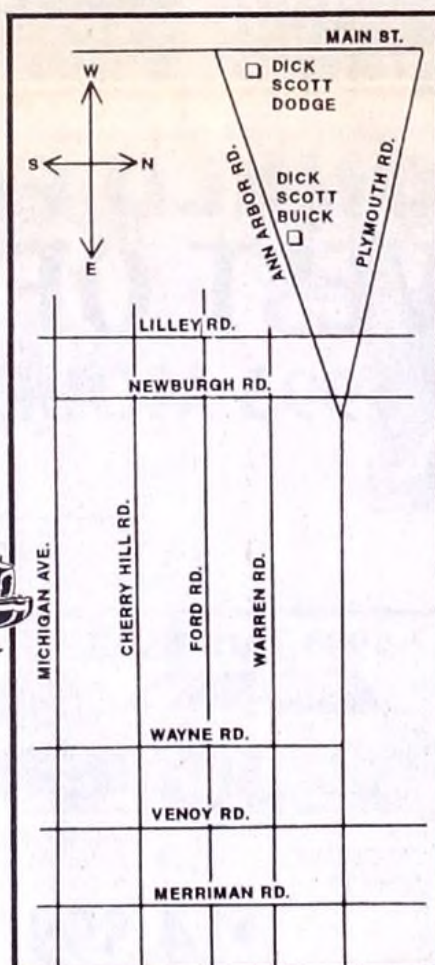 MAIN ST.
W
S
N
E
DICK
SCOTT
DODGE
ANN ARBOR RD.
PLYMOUTH RD.
DICK
SCOTT
BUICK
LILLEY RD.
NEWBURGH RD.
MICHIGAN AVE.
CHERRY HILL RD.
FORD RD.
WARREN RD.
WAYNE RD.
VENOY RD.
MERRIMAN RD.